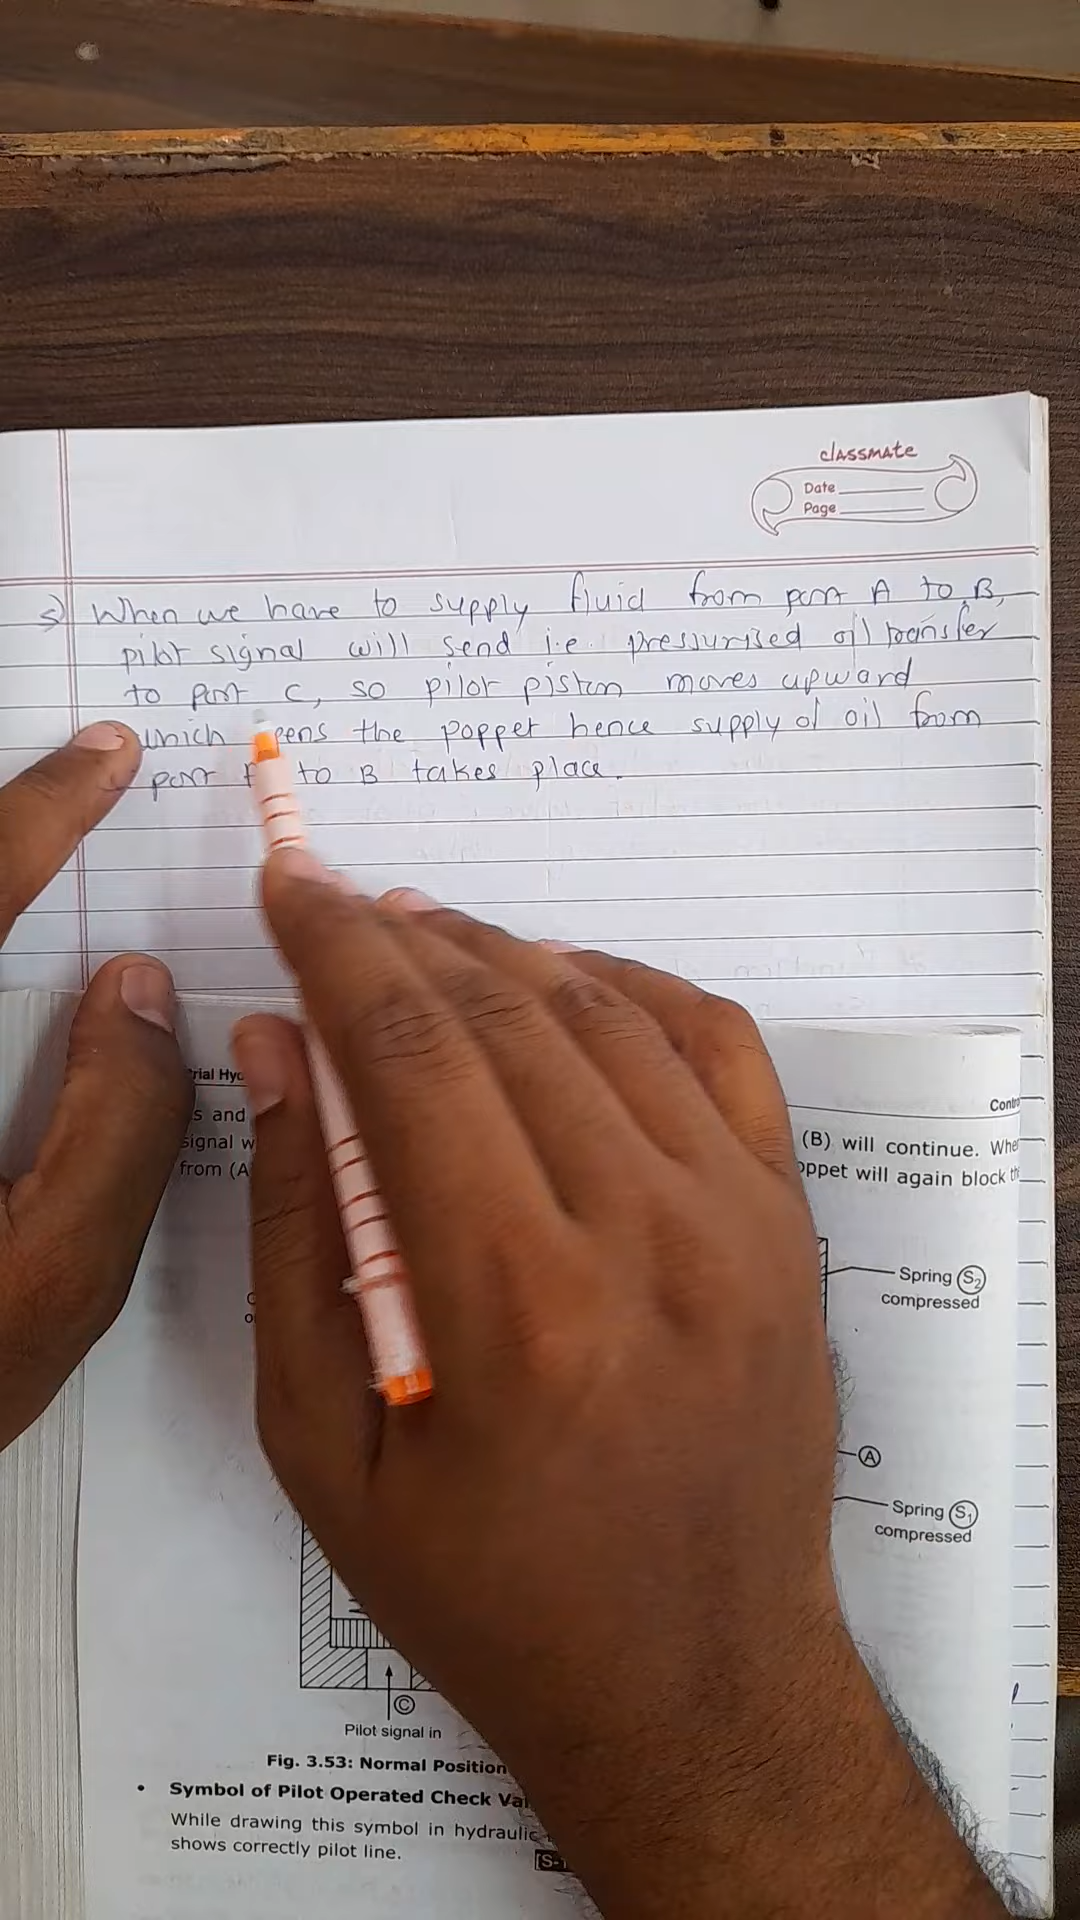 classmate
Date
Page
5) When we have to supply fluid from port A to B,
pilot signal will send i.e. pressurised oil transfer
to port C, so pilot piston moves upward
which the poppet hence supply of oil from
port to B takes place.
Contro
s and
signal w
from (A
(B) will continue. Whe
oppet will again block th
Spring S2
compressed
A
Spring S1
compressed
C
Pilot signal in
Fig. 3.53: Normal Position
• Symbol of Pilot Operated Check Va
While drawing this symbol in hydraulic
shows correctly pilot line.
[S-1